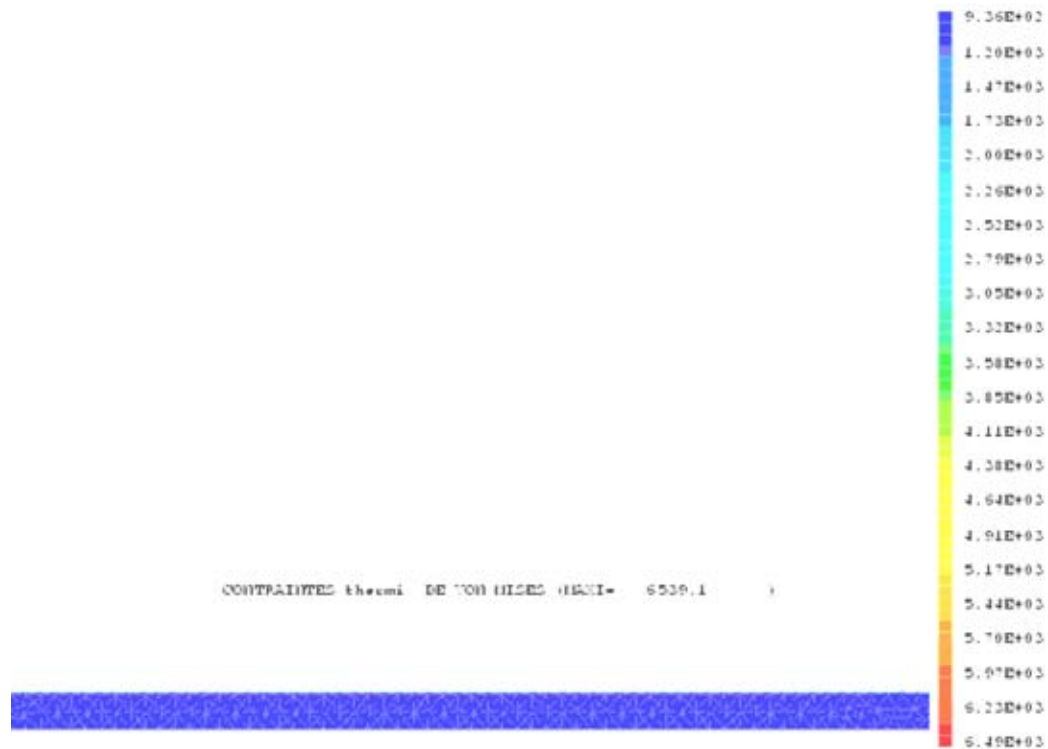 9.36E+02
1.20E+03
1.47E+03
1.73E+03
2.00E+03
2.26E+03
2.52E+03
2.79E+03
3.05E+03
3.32E+03
3.58E+03
3.85E+03
4.11E+03
4.38E+03
4.64E+03
4.91E+03
5.17E+03
5.44E+03
5.70E+03
5.97E+03
6.23E+03
6.49E+03
CONTRAINTES thermi DE VON MISES (MAXI= 6539.1 )